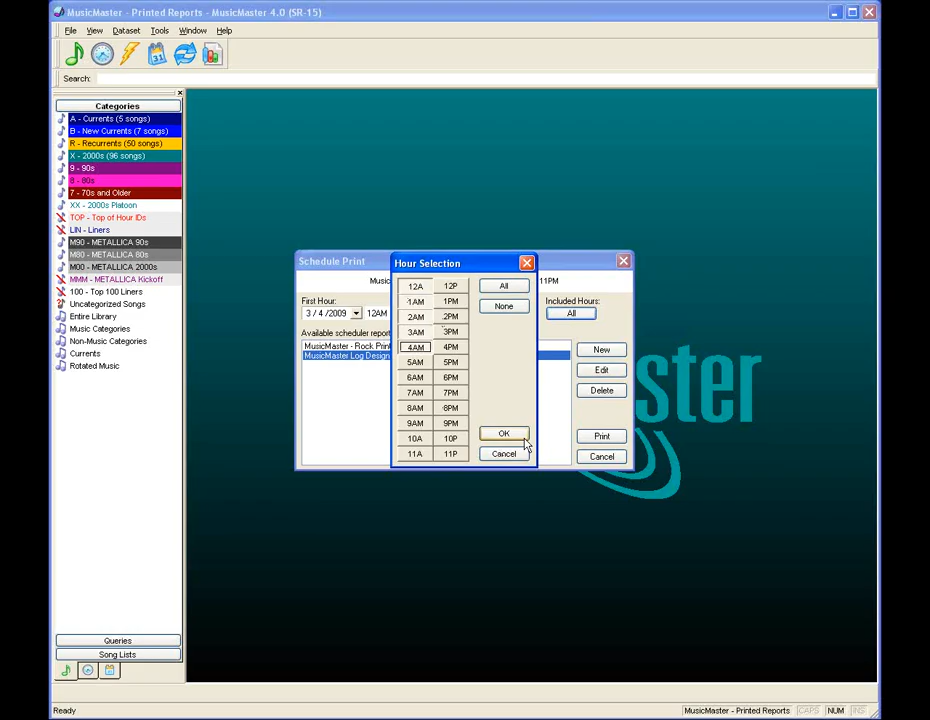 MusicMaster - Printed Reports - MusicMaster 4.0 (SR-15)
File View Dataset Tools Window Help
31
Search:
Categories
A - Currents (5 songs)
B - New Currents (7 songs)
R - Recurrents (50 songs)
X - 2000s (96 songs)
9 - 90s
8 - 80s
7 - 70s and Older
XX - 2000s Platoon
TOP - Top of Hour IDs
LIN - Liners
M90 - METALLICA 90s
M80 - METALLICA 80s
M00 - METALLICA 2000s
MMM - METALLICA Kickoff
100 - Top 100 Liners
Uncategorized Songs
Entire Library
Music Categories
Non-Music Categories
Currents
Rotated Music
Queries
Song Lists
Schedule Print
Music
11PM
First Hour:
3 / 4 /2009 12AM
Included Hours:
All
Available scheduler report
MusicMaster - Rock Prin
MusicMaster Log Design
New
Edit
Delete
Print
Cancel
Hour Selection
12A 12P
1AM 1PM
2AM 2PM
3AM 3PM
4AM 4PM
5AM 5PM
6AM 6PM
7AM 7PM
8AM 8PM
9AM 9PM
10A 10P
11A 11P
All
None
OK
Cancel
ster
Ready
MusicMaster - Printed Reports CAPS NUM INS